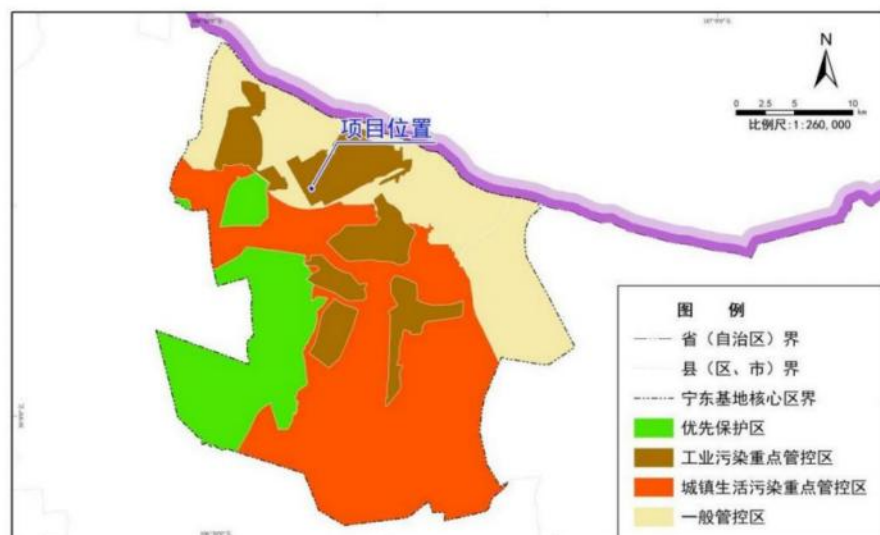 N
0 2.5 5 10
km
比例尺:1:260,000
项目位置
图 例
省（自治区）界
县（区、市）界
宁东基地核心区界
优先保护区
工业污染重点管控区
城镇生活污染重点管控区
一般管控区